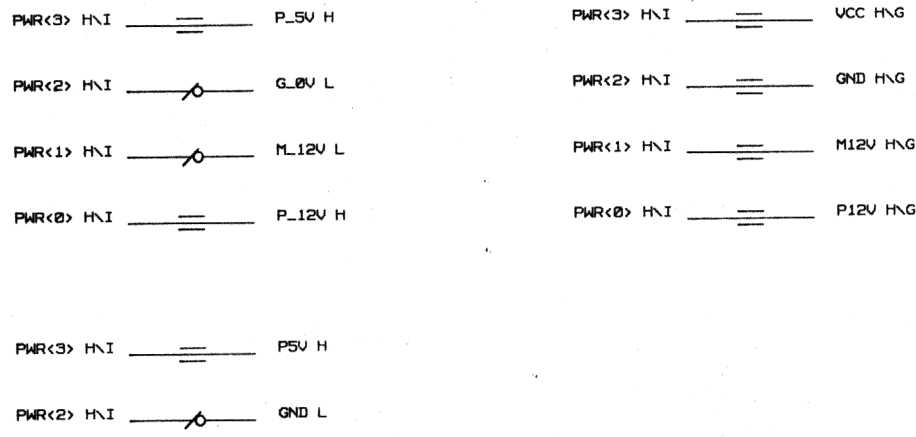 PWR<3> H\I P_5V H
PWR<2> H\I G_0V L
PWR<1> H\I M_12V L
PWR<0> H\I P_12V H
PWR<3> H\I P5V H
PWR<2> H\I GND L
PWR<3> H\I VCC H\G
PWR<2> H\I GND H\G
PWR<1> H\I M12V H\G
PWR<0> H\I P12V H\G